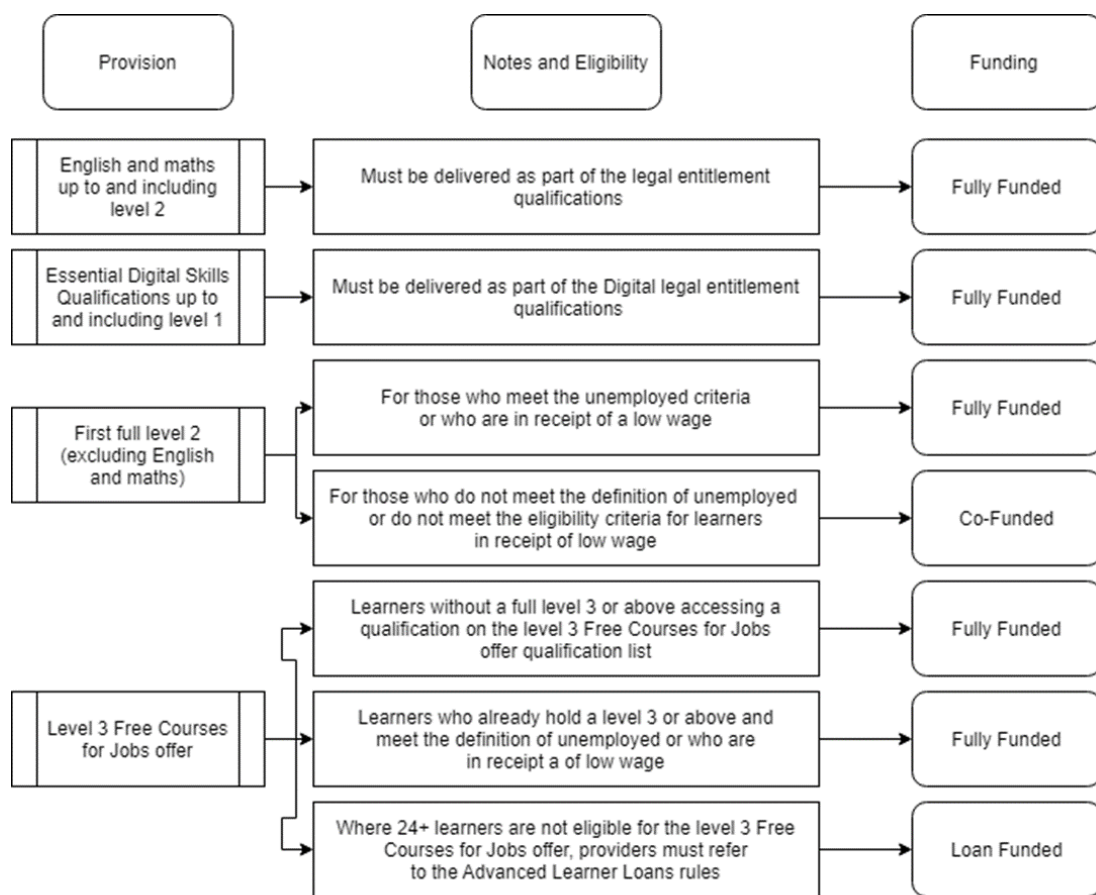 Provision
Notes and Eligibility
Funding
English and maths
up to and including
level 2
Must be delivered as part of the legal entitlement
qualifications
Fully Funded
Essential Digital Skills
Qualifications up to
and including level 1
Must be delivered as part of the Digital legal entitlement
qualifications
Fully Funded
First full level 2
(excluding English
and maths)
For those who meet the unemployed criteria
or who are in receipt of a low wage
Fully Funded
For those who do not meet the definition of unemployed
or do not meet the eligibility criteria for learners
in receipt of low wage
Co-Funded
Level 3 Free Courses
for Jobs offer
Learners without a full level 3 or above accessing a
qualification on the level 3 Free Courses for Jobs
offer qualification list
Fully Funded
Learners who already hold a level 3 or above and
meet the definition of unemployed or who are
in receipt a of low wage
Fully Funded
Where 24+ learners are not eligible for the level 3 Free
Courses for Jobs offer, providers must refer
to the Advanced Learner Loans rules
Loan Funded